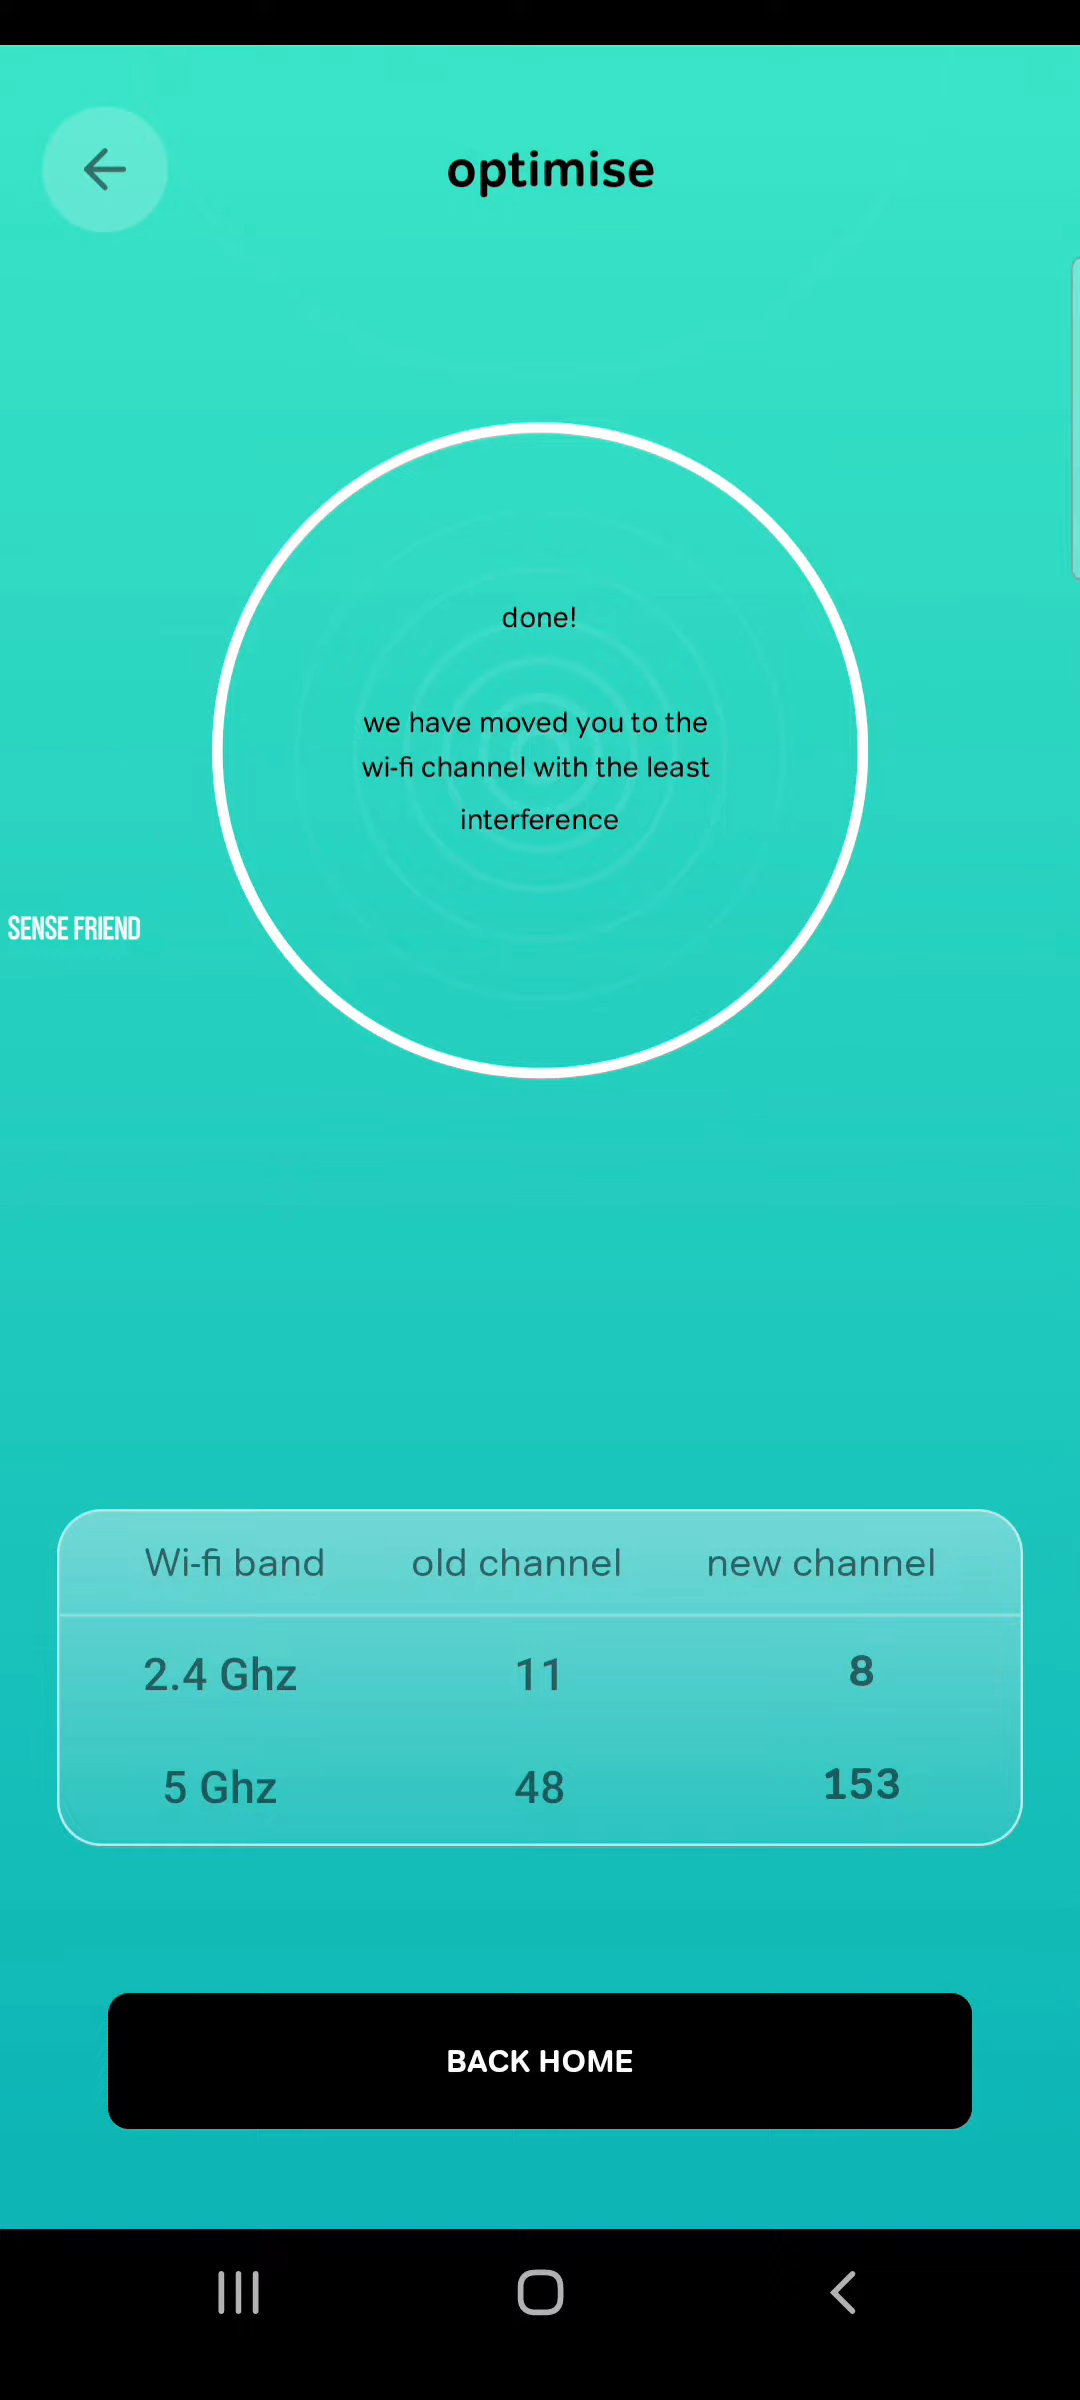 optimise
done!
we have moved you to the
wi-fi channel with the least
interference
SENSE FRIEND
Wi-fi band old channel new channel
2.4 Ghz 11 8
5 Ghz 48 153
BACK HOME